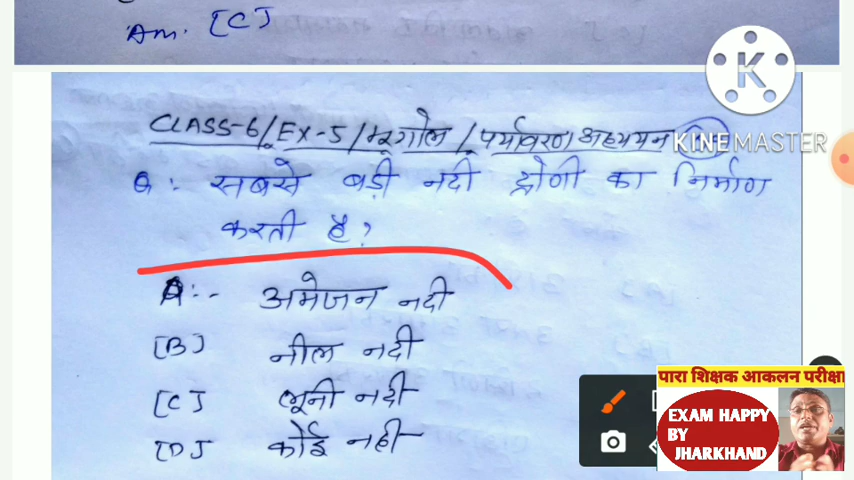 Am. [C]
CLASS-6/EX-5/भूगोल/पर्यावरण अध्ययन
KINEMASTER
Q:- सबसे बड़ी नदी द्रोणी का निर्माण
करती है?
A:- अमेजन नदी
[B] नील नदी
[C] लूनी नदी
[D] कोई नही
पारा शिक्षक आकलन परीक्षा
EXAM HAPPY
BY
JHARKHAND